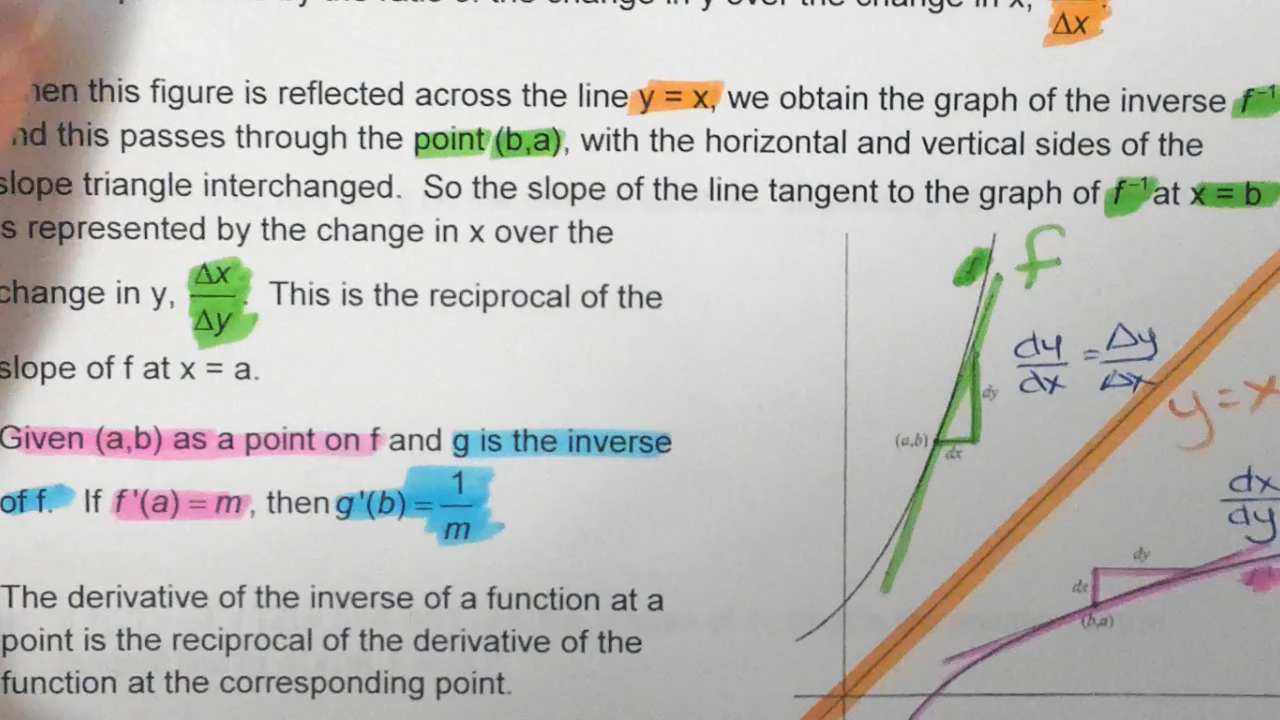 Δx
this figure is reflected across the line y = x, we obtain the graph of the inverse f⁻¹
this passes through the point (b,a), with the horizontal and vertical sides of the
slope triangle interchanged. So the slope of the line tangent to the graph of f⁻¹ at x = b
s represented by the change in x over the
change in y, Δx/Δy. This is the reciprocal of the
slope of f at x = a.
Given (a,b) as a point on f and g is the inverse
of f. If f'(a) = m, then g'(b) = 1/m
The derivative of the inverse of a function at a
point is the reciprocal of the derivative of the
function at the corresponding point.
f
dy/dx = Δy/Δx
y = x
dy
(a,b)
dx
dx/dy
dy
dx
(b,a)